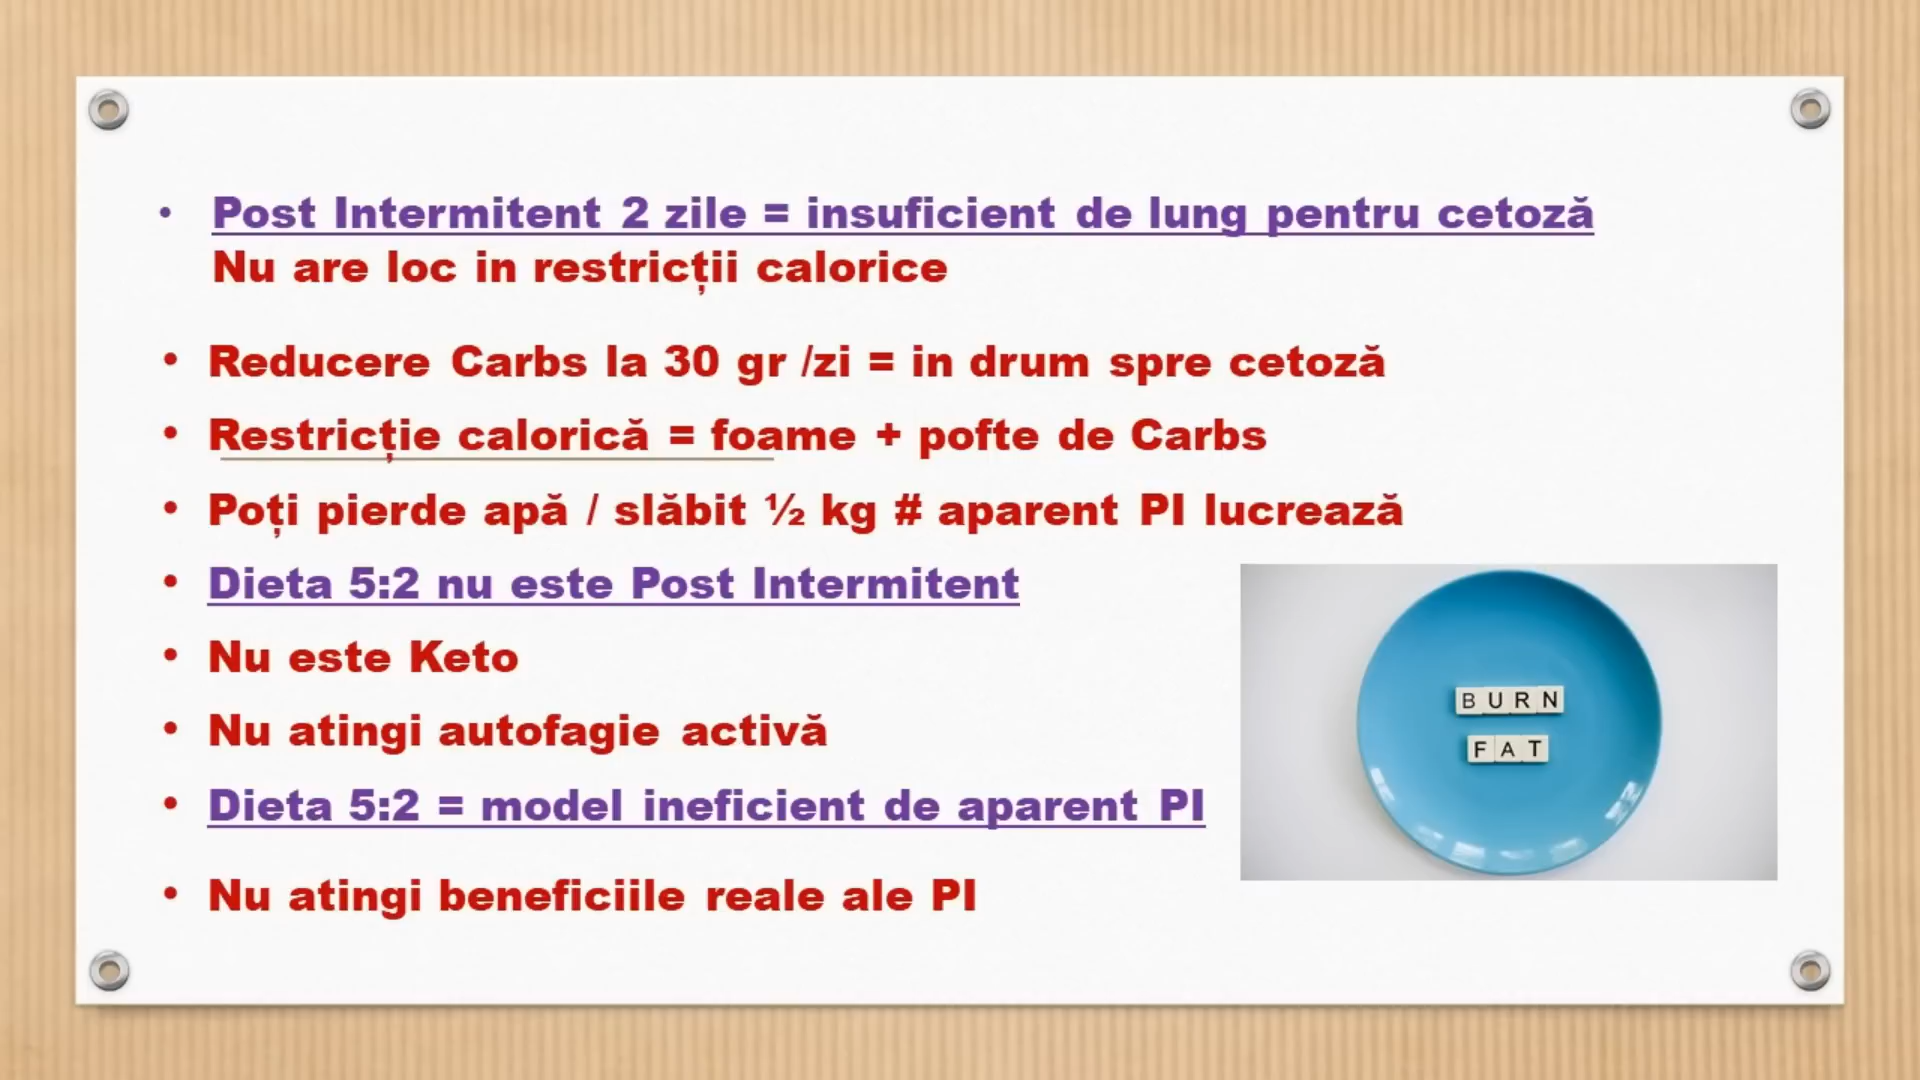 • Post Intermitent 2 zile = insuficient de lung pentru cetoză
Nu are loc in restricții calorice
• Reducere Carbs la 30 gr /zi = in drum spre cetoză
• Restricție calorică = foame + pofte de Carbs
• Poți pierde apă / slăbit ½ kg # aparent PI lucrează
• Dieta 5:2 nu este Post Intermitent
• Nu este Keto
• Nu atingi autofagie activă
• Dieta 5:2 = model ineficient de aparent PI
• Nu atingi beneficiile reale ale PI
BURN
FAT